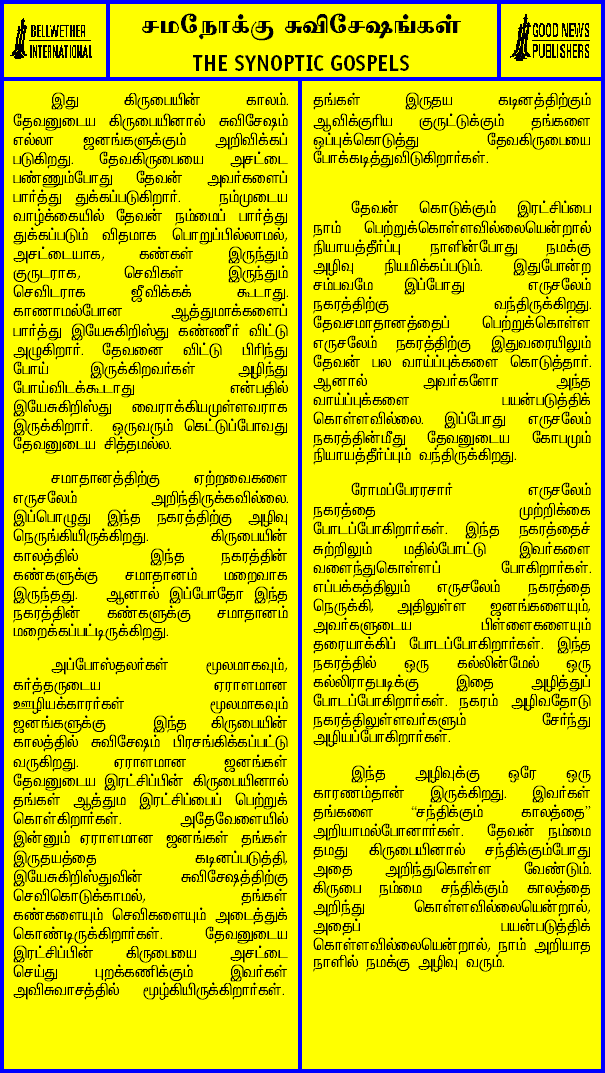 BELLWETHER
INTERNATIONAL
சமநோக்கு சுவிசேஷங்கள்
THE SYNOPTIC GOSPELS
GOOD NEWS
PUBLISHERS
இது கிருபையின் காலம்.
தேவனுடைய கிருபையினால் சுவிசேஷம்
எல்லா ஜனங்களுக்கும் அறிவிக்கப்
படுகிறது. தேவகிருபையை அசட்டை
பண்ணும்போது தேவன் அவர்களைப்
பார்த்து துக்கப்படுகிறார். நம்முடைய
வாழ்க்கையில் தேவன் நம்மைப் பார்த்து
துக்கப்படும் விதமாக பொறுப்பில்லாமல்,
அசட்டையாக, கண்கள் இருந்தும்
குருடராக, செவிகள் இருந்தும்
செவிடராக ஜீவிக்கக் கூடாது.
காணாமல்போன ஆத்துமாக்களைப்
பார்த்து இயேசுகிறிஸ்து கண்ணீர் விட்டு
அழுகிறார். தேவனை விட்டு பிரிந்து
போய் இருக்கிறவர்கள் அழிந்து
போய்விடக்கூடாது என்பதில்
இயேசுகிறிஸ்து வைராக்கியமுள்ளவராக
இருக்கிறார். ஒருவரும் கெட்டுப்போவது
தேவனுடைய சித்தமல்ல.
சமாதானத்திற்கு ஏற்றவைகளை
எருசலேம் அறிந்திருக்கவில்லை.
இப்பொழுது இந்த நகரத்திற்கு அழிவு
நெருங்கியிருக்கிறது. கிருபையின்
காலத்தில் இந்த நகரத்தின்
கண்களுக்கு சமாதானம் மறைவாக
இருந்தது. ஆனால் இப்போதோ இந்த
நகரத்தின் கண்களுக்கு சமாதானம்
மறைக்கப்பட்டிருக்கிறது.
அப்போஸ்தலர்கள் மூலமாகவும்,
கர்த்தருடைய ஏராளமான
ஊழியக்காரர்கள் மூலமாகவும்
ஜனங்களுக்கு இந்த கிருபையின்
காலத்தில் சுவிசேஷம் பிரசங்கிக்கப்பட்டு
வருகிறது. ஏராளமான ஜனங்கள்
தேவனுடைய இரட்சிப்பின் கிருபையினால்
தங்கள் ஆத்தும இரட்சிப்பைப் பெற்றுக்
கொள்கிறார்கள். அதேவேளையில்
இன்னும் ஏராளமான ஜனங்கள் தங்கள்
இருதயத்தை கடினப்படுத்தி,
இயேசுகிறிஸ்துவின் சுவிசேஷத்திற்கு
செவிகொடுக்காமல், தங்கள்
கண்களையும் செவிகளையும் அடைத்துக்
கொண்டிருக்கிறார்கள். தேவனுடைய
இரட்சிப்பின் கிருபையை அசட்டை
செய்து புறக்கணிக்கும் இவர்கள்
அவிசுவாசத்தில் மூழ்கியிருக்கிறார்கள்.
தங்கள் இருதய கடினத்திற்கும்
ஆவிக்குரிய குருட்டுக்கும் தங்களை
ஒப்புக்கொடுத்து தேவகிருபையை
போக்கடித்துவிடுகிறார்கள்.
தேவன் கொடுக்கும் இரட்சிப்பை
நாம் பெற்றுக்கொள்ளவில்லையென்றால்
நியாயத்தீர்ப்பு நாளின்போது நமக்கு
அழிவு நியமிக்கப்படும். இதுபோன்ற
சம்பவமே இப்போது எருசலேம்
நகரத்திற்கு வந்திருக்கிறது.
தேவசமாதானத்தைப் பெற்றுக்கொள்ள
எருசலேம் நகரத்திற்கு இதுவரையிலும்
தேவன் பல வாய்ப்புக்களை கொடுத்தார்.
ஆனால் அவர்களோ அந்த
வாய்ப்புக்களை பயன்படுத்திக்
கொள்ளவில்லை. இப்போது எருசலேம்
நகரத்தின்மீது தேவனுடைய கோபமும்
நியாயத்தீர்ப்பும் வந்திருக்கிறது.
ரோமப்பேரரசார் எருசலேம்
நகரத்தை முற்றிக்கை
போடப்போகிறார்கள். இந்த நகரத்தைச்
சுற்றிலும் மதில்போட்டு இவர்களை
வளைந்துகொள்ளப் போகிறார்கள்.
எப்பக்கத்திலும் எருசலேம் நகரத்தை
நெருக்கி, அதிலுள்ள ஜனங்களையும்,
அவர்களுடைய பிள்ளைகளையும்
தரையாக்கிப் போடப்போகிறார்கள். இந்த
நகரத்தில் ஒரு கல்லின்மேல் ஒரு
கல்லிராதபடிக்கு இதை அழித்துப்
போடப்போகிறார்கள். நகரம் அழிவதோடு
நகரத்திலுள்ளவர்களும் சேர்ந்து
அழியப்போகிறார்கள்.
இந்த அழிவுக்கு ஒரே ஒரு
காரணம்தான் இருக்கிறது. இவர்கள்
தங்களை “சந்திக்கும் காலத்தை”
அறியாமல்போனார்கள். தேவன் நம்மை
தமது கிருபையினால் சந்திக்கும்போது
அதை அறிந்துகொள்ள வேண்டும்.
கிருபை நம்மை சந்திக்கும் காலத்தை
அறிந்து கொள்ளவில்லையென்றால்,
அதைப் பயன்படுத்திக்
கொள்ளவில்லையென்றால், நாம் அறியாத
நாளில் நமக்கு அழிவு வரும்.